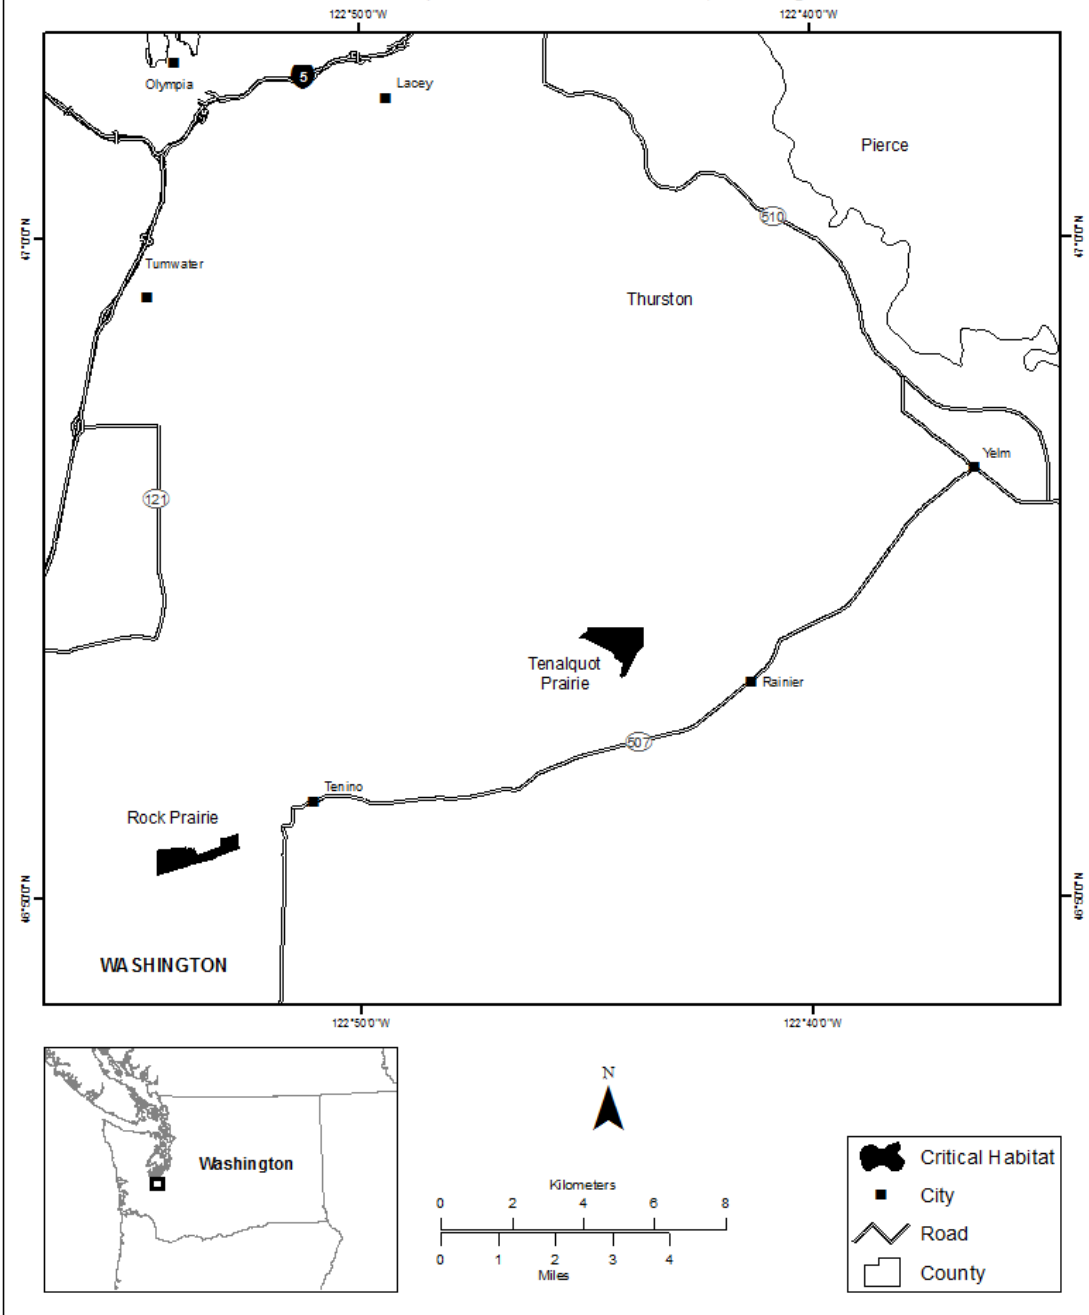 122°50'0"W
122°40'0"W
Olympia
5
Lacey
Pierce
510
47°0'0"N
47°0'0"N
Tumwater
Thurston
Yelm
121
Tenalquot
Prairie
Rainier
507
Tenino
Rock Prairie
46°50'0"N
46°50'0"N
WASHINGTON
122°50'0"W
122°40'0"W
Washington
N
Kilometers
0 2 4 6 8
0 1 2 3 4
Miles
Critical Habitat
City
Road
County